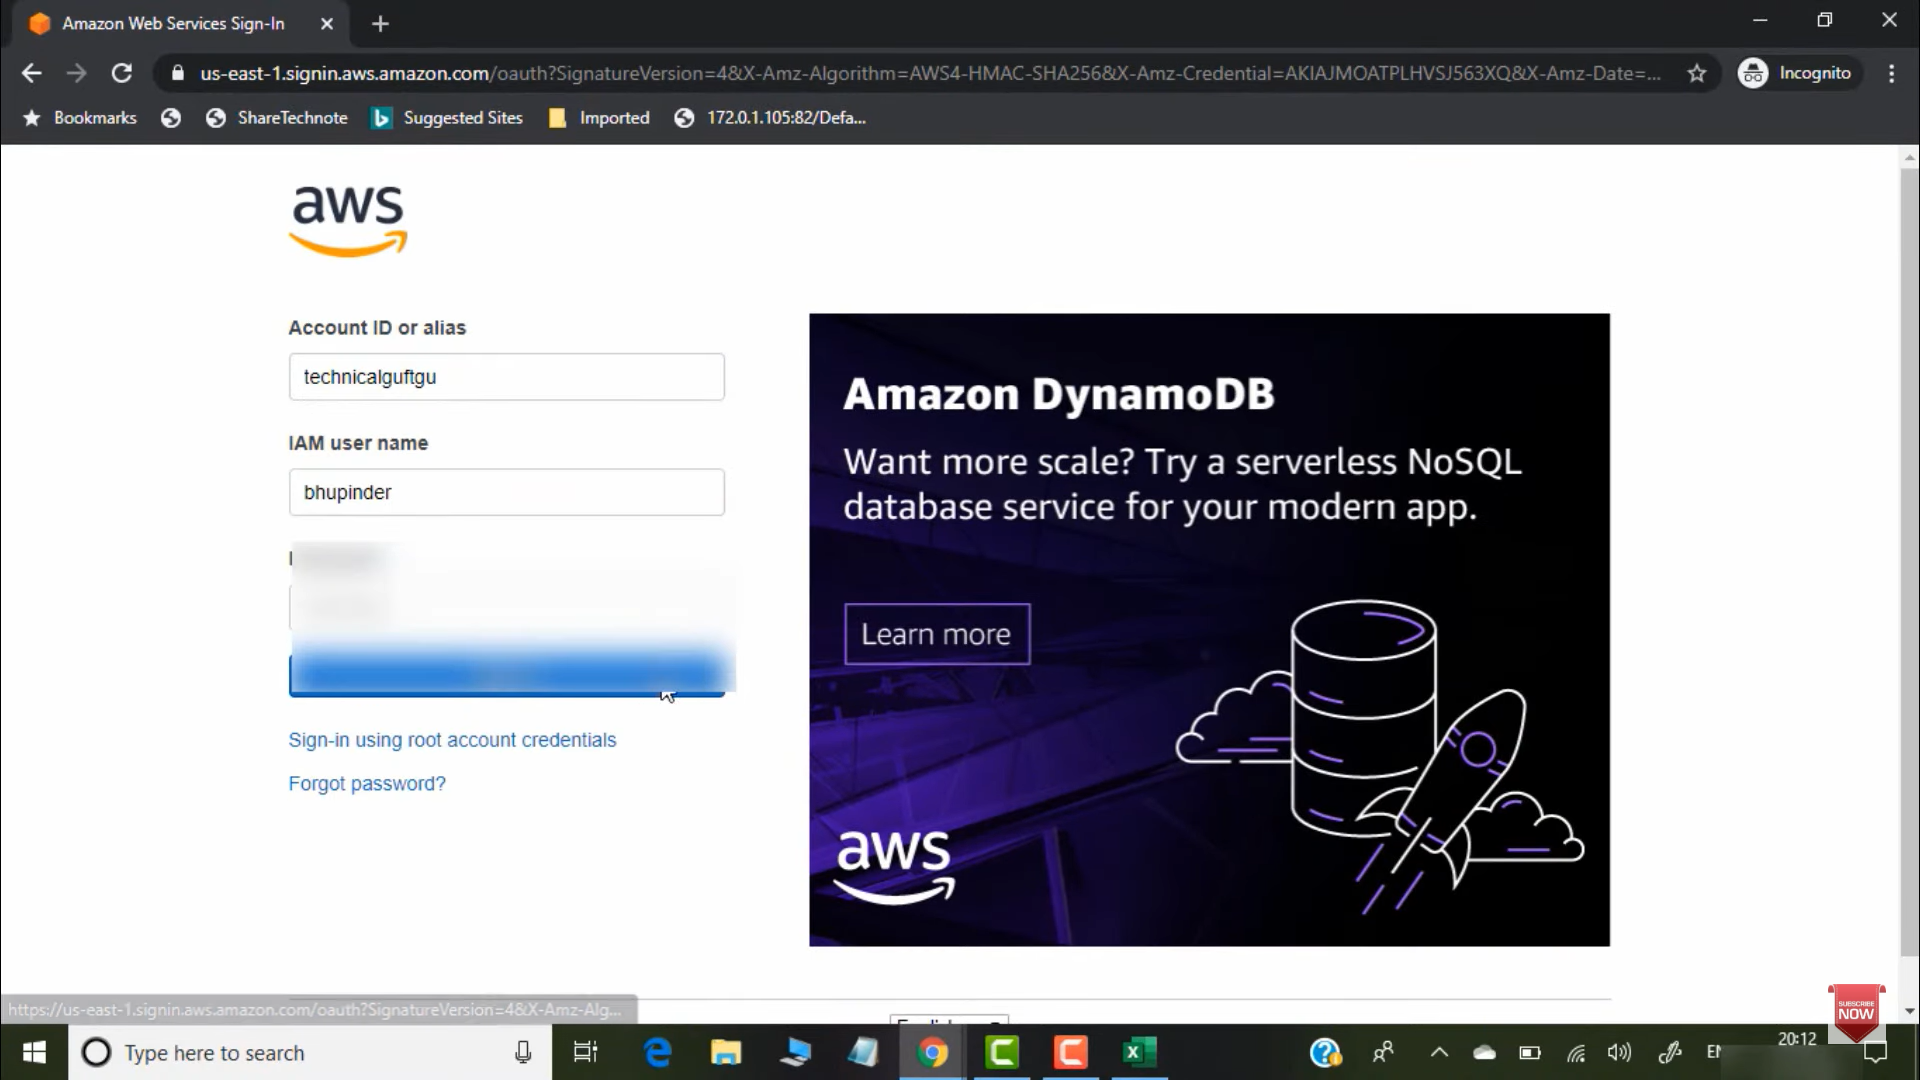 Amazon Web Services Sign-In
us-east-1.signin.aws.amazon.com/oauth?SignatureVersion=4&X-Amz-Algorithm=AWS4-HMAC-SHA256&X-Amz-Credential=AKIAJMOATPLHVSJ563XQ&X-Amz-Date=...
Incognito
Bookmarks
ShareTechnote
Suggested Sites
Imported
172.0.1.105:82/Defa...
aws
Account ID or alias
technicalguftgu
IAM user name
bhupinder
Sign-in using root account credentials
Forgot password?
Amazon DynamoDB
Want more scale? Try a serverless NoSQL
database service for your modern app.
Learn more
aws
https://us-east-1.signin.aws.amazon.com/oauth?SignatureVersion=4&X-Amz-Alg...
SUBSCRIBE
NOW
Type here to search
20:12